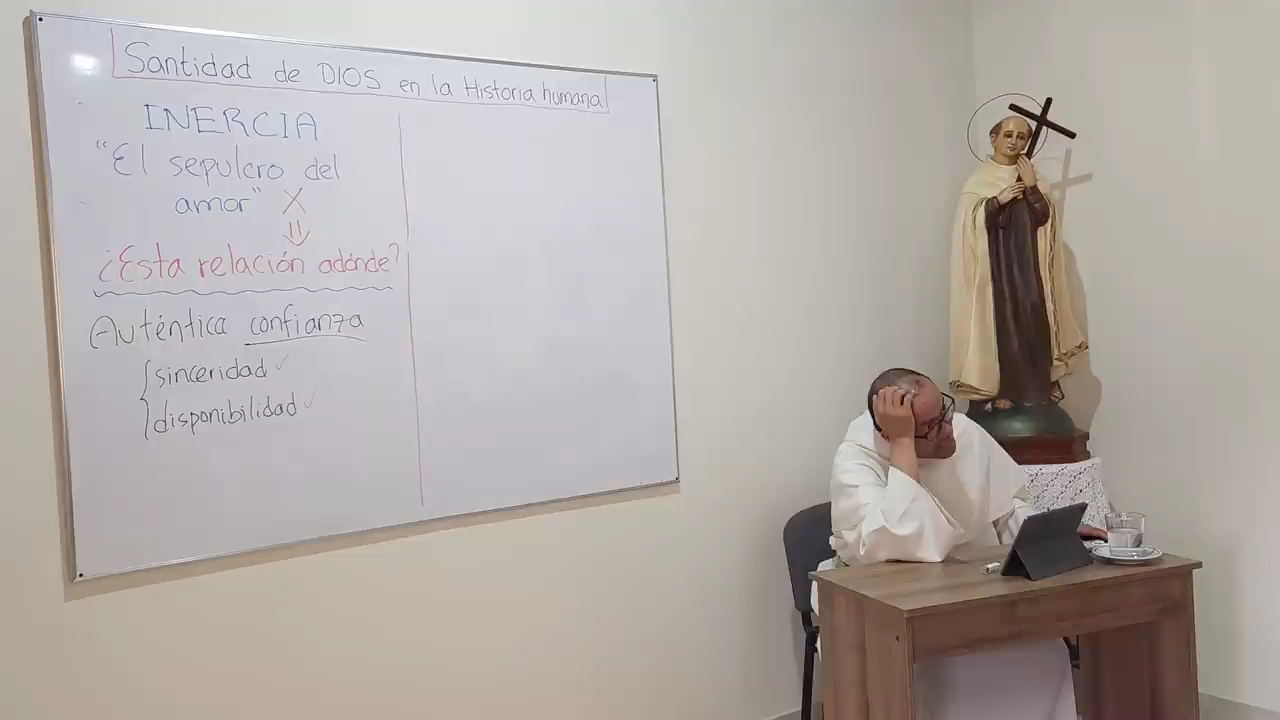 Santidad de DIOS en la Historia humana
INERCIA
"El sepulcro del
amor" X
¿Esta relación adónde?
Auténtica confianza
sinceridad ✓
disponibilidad ✓